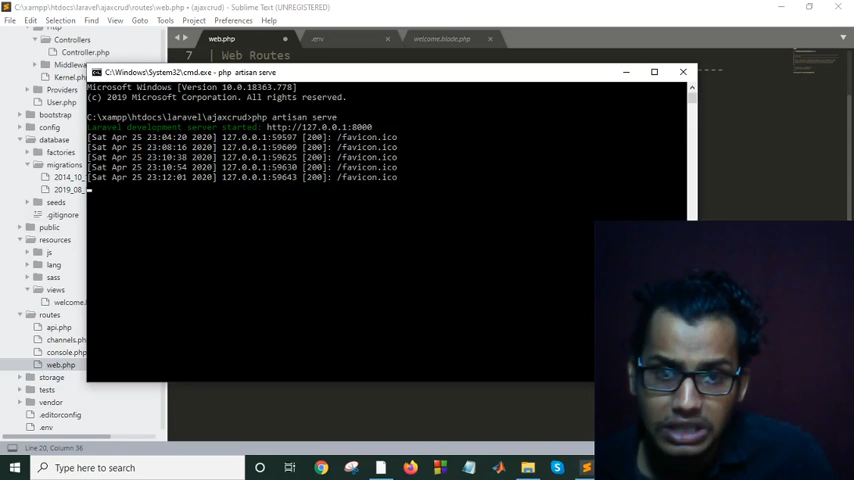 C:\xampp\htdocs\laravel\ajaxcrud\routes\web.php • (ajaxcrud) - Sublime Text (UNREGISTERED)
File Edit Selection Find View Goto Tools Project Preferences Help
Controllers
Controller.php
Middlewa
Kernel.ph
Providers
User.php
bootstrap
config
database
factories
migrations
2014_10_
2019_08_
seeds
.gitignore
public
resources
js
lang
sass
views
welcome.b
routes
api.php
channels.ph
console.php
web.php
storage
tests
vendor
.editorconfig
.env
web.php
.env
welcome.blade.php
7 | Web Routes
C:\Windows\System32\cmd.exe - php artisan serve
Microsoft Windows [Version 10.0.18363.778]
(c) 2019 Microsoft Corporation. All rights reserved.
C:\xampp\htdocs\laravel\ajaxcrud>php artisan serve
Laravel development server started: http://127.0.0.1:8000
[Sat Apr 25 23:04:20 2020] 127.0.0.1:59597 [200]: /favicon.ico
[Sat Apr 25 23:08:16 2020] 127.0.0.1:59609 [200]: /favicon.ico
[Sat Apr 25 23:10:38 2020] 127.0.0.1:59625 [200]: /favicon.ico
[Sat Apr 25 23:10:54 2020] 127.0.0.1:59630 [200]: /favicon.ico
[Sat Apr 25 23:12:01 2020] 127.0.0.1:59643 [200]: /favicon.ico
Line 20, Column 36
Type here to search